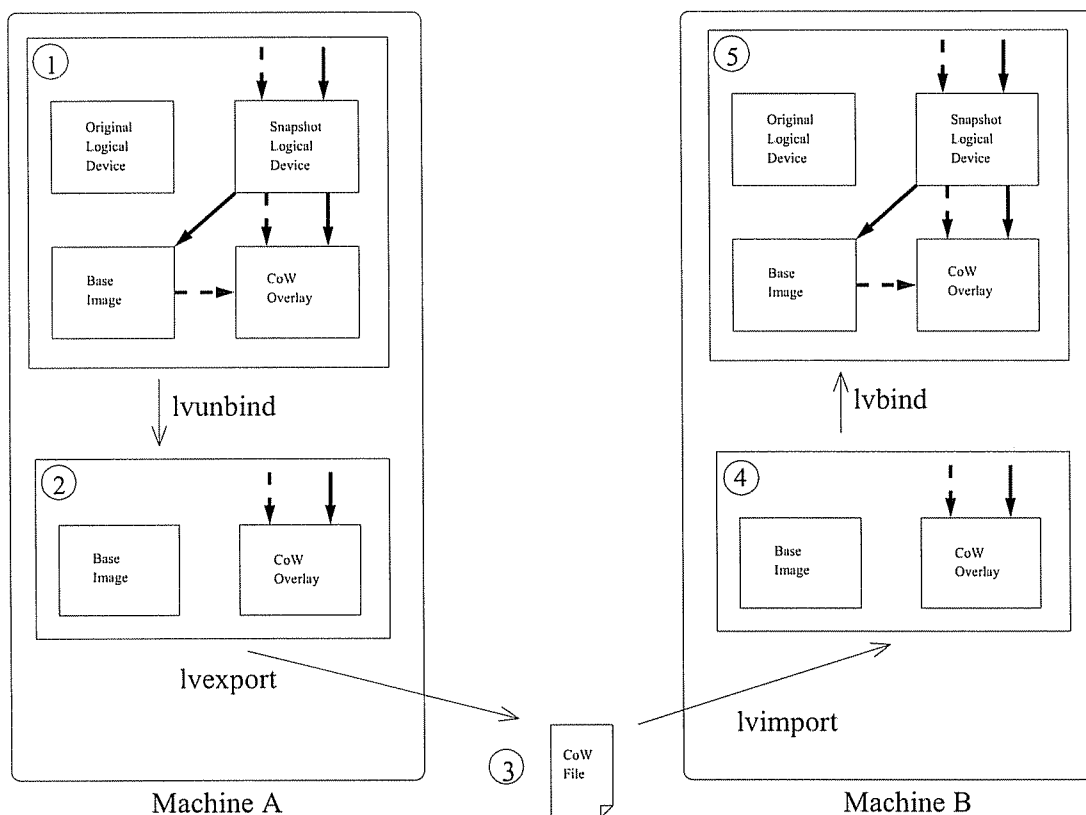 1
Original
Logical
Device
Snapshot
Logical
Device
Base
Image
CoW
Overlay
lvunbind
2
Base
Image
CoW
Overlay
lvexport
Machine A
3
CoW
File
5
Original
Logical
Device
Snapshot
Logical
Device
Base
Image
CoW
Overlay
lvbind
4
Base
Image
CoW
Overlay
lvimport
Machine B